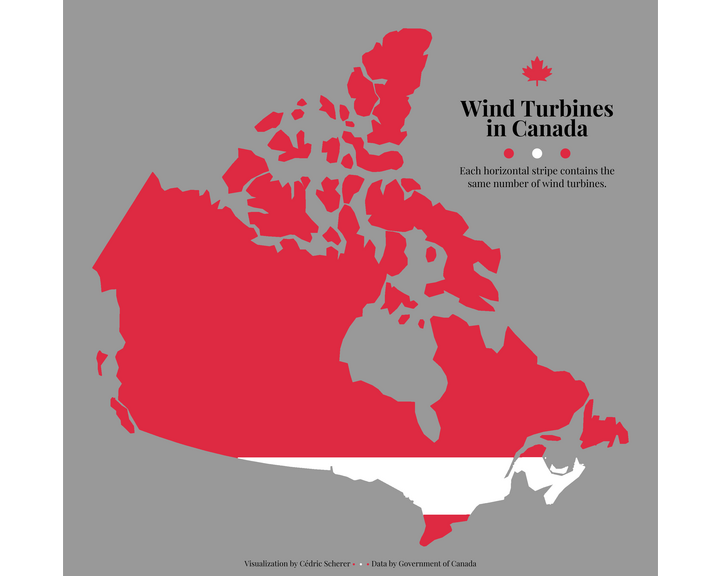 Wind Turbines
in Canada
Each horizontal stripe contains the
same number of wind turbines.
Visualization by Cédric Scherer • • • Data by Government of Canada